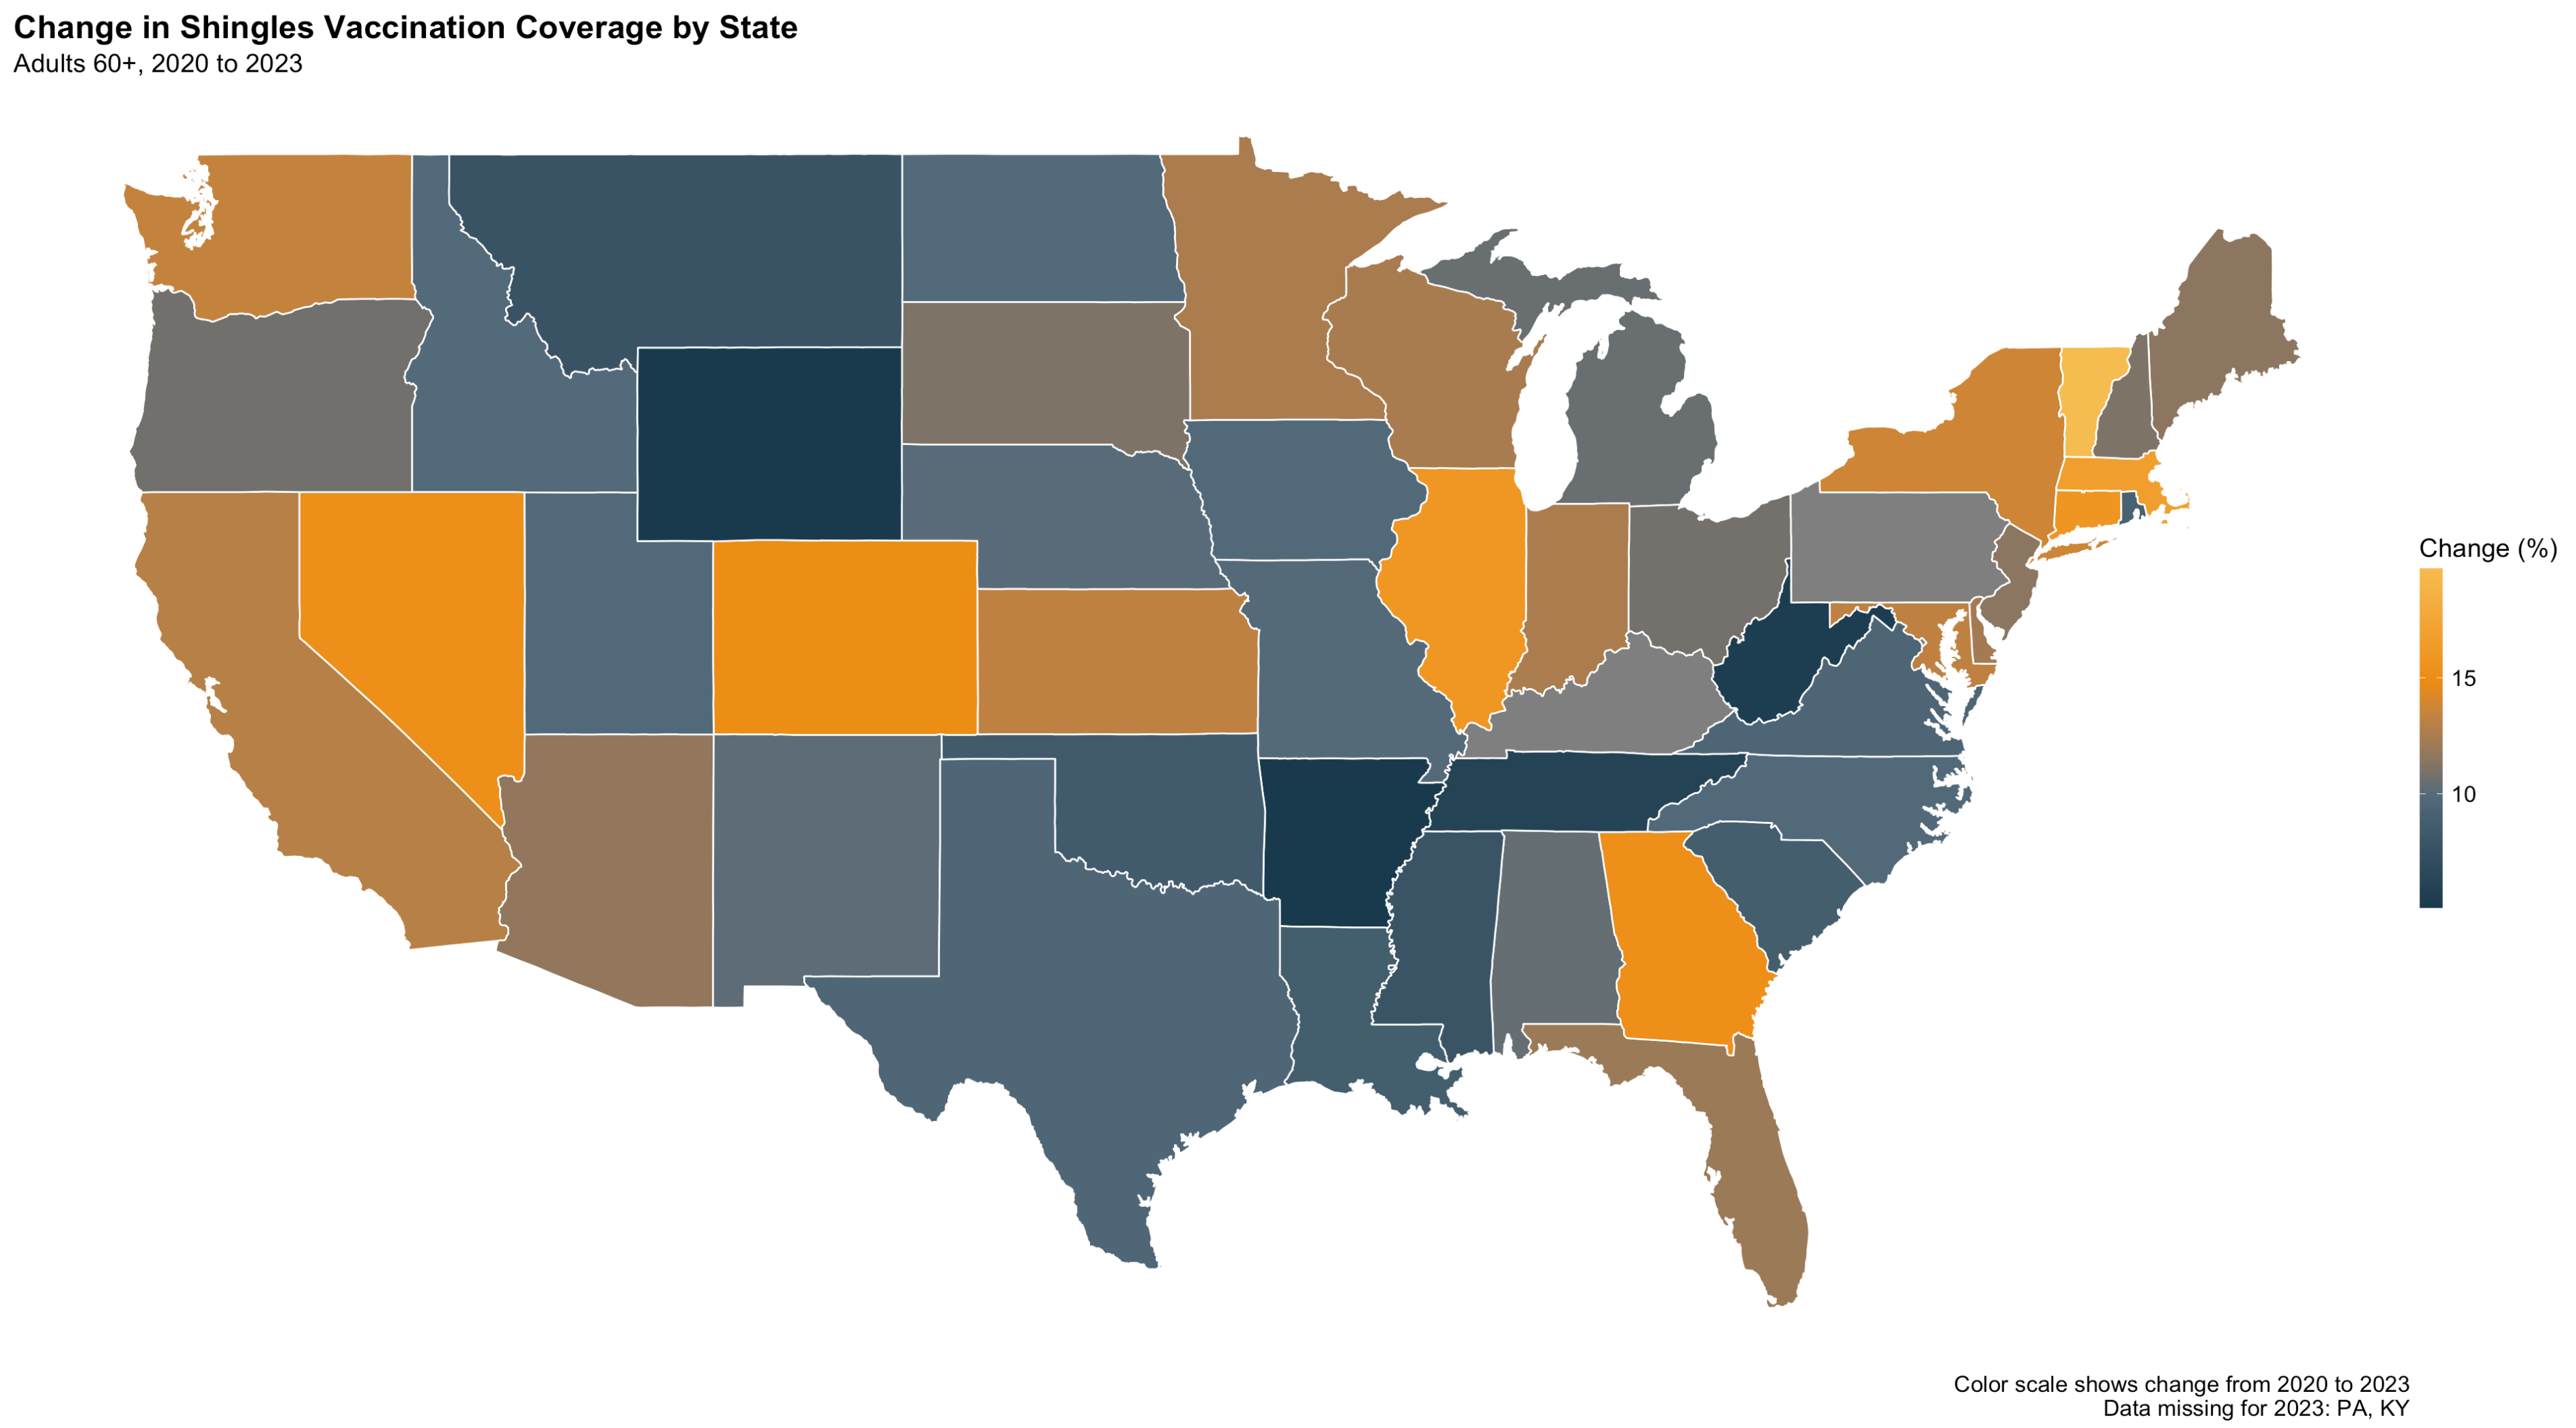 Change in Shingles Vaccination Coverage by State
Adults 60+, 2020 to 2023
Change (%)
15
10
Color scale shows change from 2020 to 2023
Data missing for 2023: PA, KY